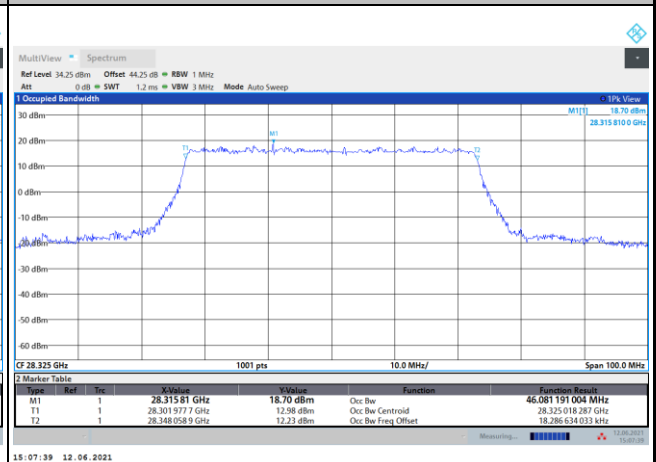 MultiView Spectrum
Ref Level 34.25 dBm Offset 44.25 dB RBW 1 MHz
Att 0 dB SWT 1.2 ms VBW 3 MHz Mode Auto Sweep
1 Occupied Bandwidth 1Pk View
M1[1] 18.70 dBm
28.315 810 0 GHz
30 dBm
M1
20 dBm
T1 T2
10 dBm
0 dBm
-10 dBm
-20 dBm
-30 dBm
-40 dBm
-50 dBm
-60 dBm
CF 28.325 GHz 1001 pts 10.0 MHz/ Span 100.0 MHz
2 Marker Table
Type Ref Trc X-Value Y-Value Function Function Result
M1 1 28.315 81 GHz 18.70 dBm Occ Bw 46.081 191 004 MHz
T1 1 28.301 977 7 GHz 12.98 dBm Occ Bw Centroid 28.325 018 287 GHz
T2 1 28.348 058 9 GHz 12.23 dBm Occ Bw Freq Offset 18.286 634 033 kHz
Measuring... 12.06.2021
15:07:39
15:07:39 12.06.2021